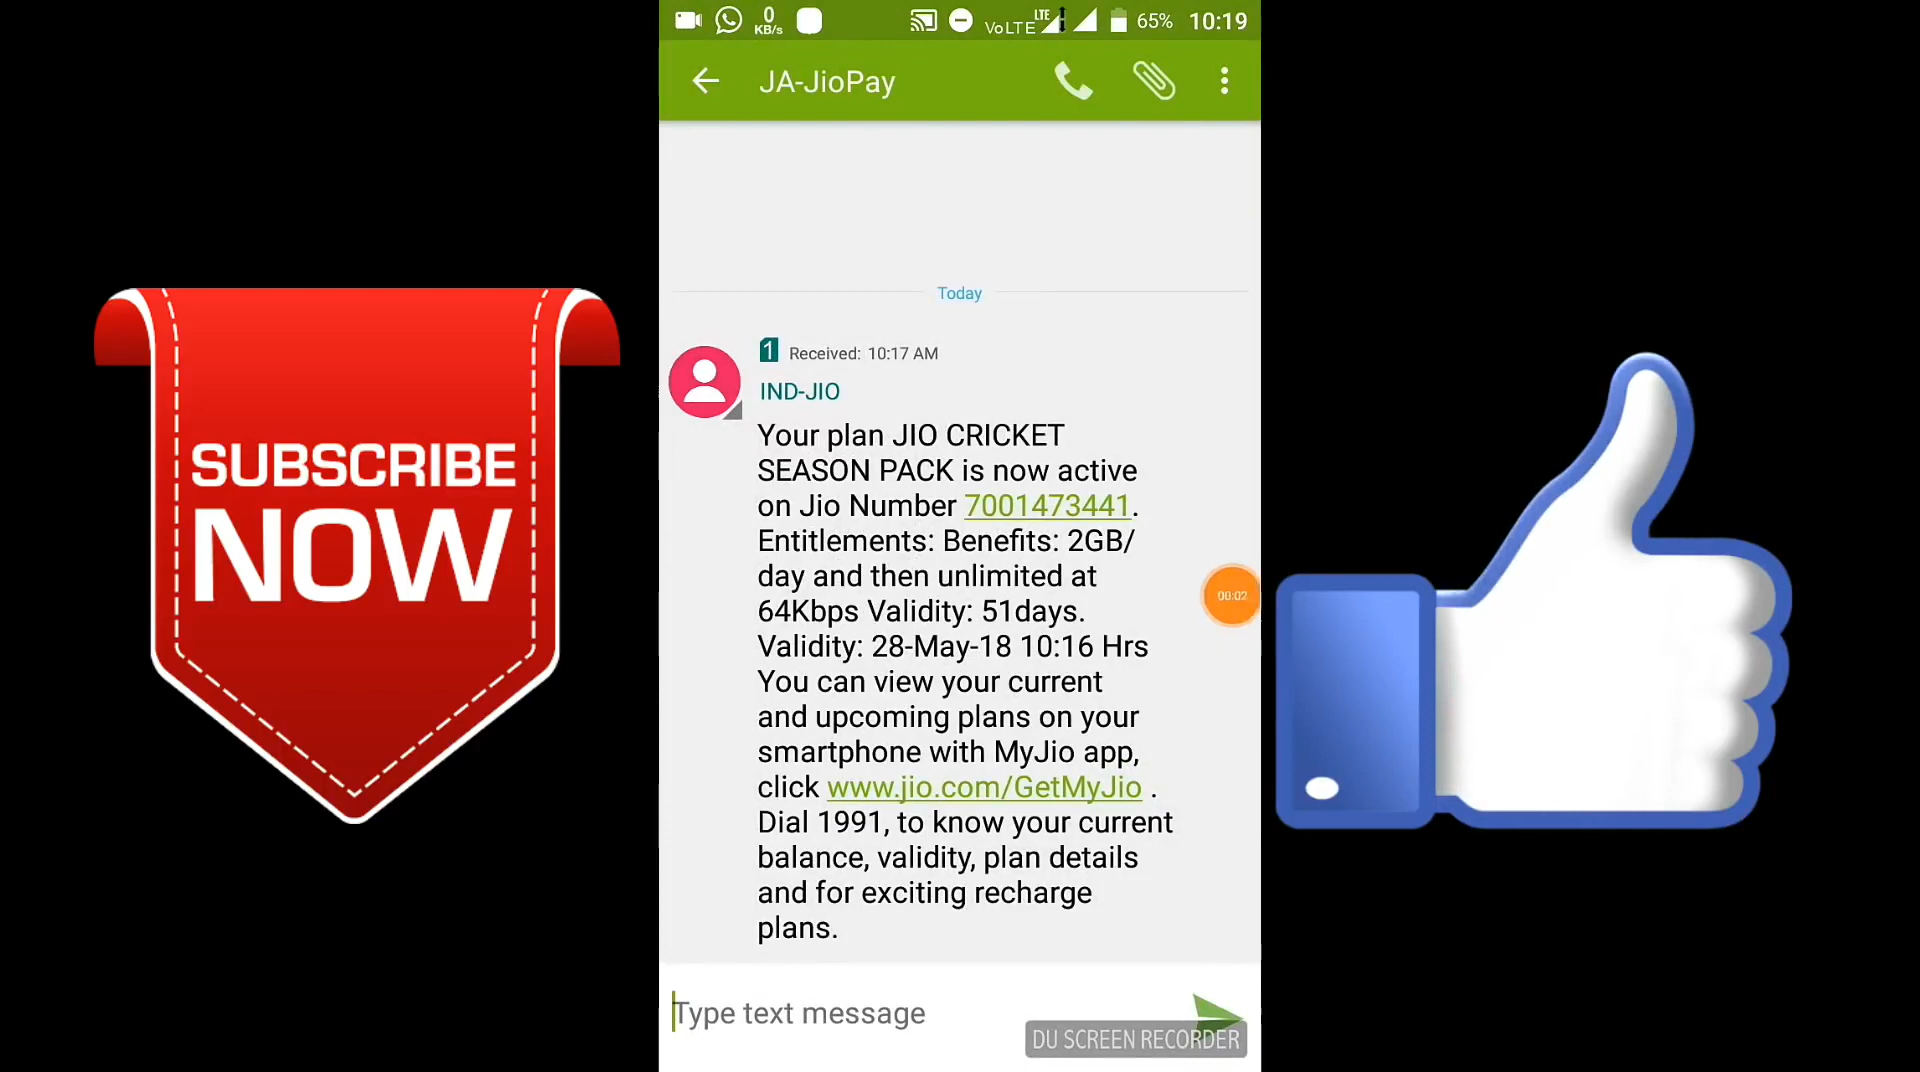 0
KB/s
VoLTE
LTE
65%
10:19
JA-JioPay
Today
1 Received: 10:17 AM
IND-JIO
Your plan JIO CRICKET
SEASON PACK is now active
on Jio Number 7001473441.
Entitlements: Benefits: 2GB/
day and then unlimited at
64Kbps Validity: 51days.
Validity: 28-May-18 10:16 Hrs
You can view your current
and upcoming plans on your
smartphone with MyJio app,
click www.jio.com/GetMyJio .
Dial 1991, to know your current
balance, validity, plan details
and for exciting recharge
plans.
Type text message
DU SCREEN RECORDER
00:02
SUBSCRIBE
NOW